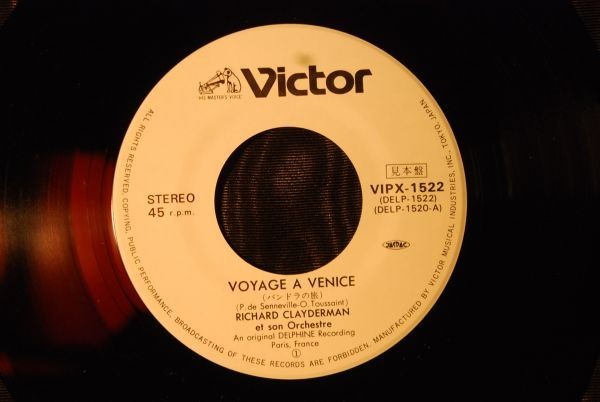 HIS MASTER'S VOICE
Victor
STEREO
45 r.p.m.
見本盤
VIPX-1522
(DELP-1522)
(DELP-1520-A)
JASRAC
VOYAGE A VENICE
(パンドラの旅)
(P. de Senneville-O. Toussaint)
RICHARD CLAYDERMAN
et son Orchestre
An original DELPHINE Recording
Paris, France
①
ALL RIGHTS RESERVED. COPYING, PUBLIC PERFORMANCE, BROADCASTING OF THESE RECORDS ARE FORBIDDEN. MANUFACTURED BY VICTOR MUSICAL INDUSTRIES, INC., TOKYO, JAPAN